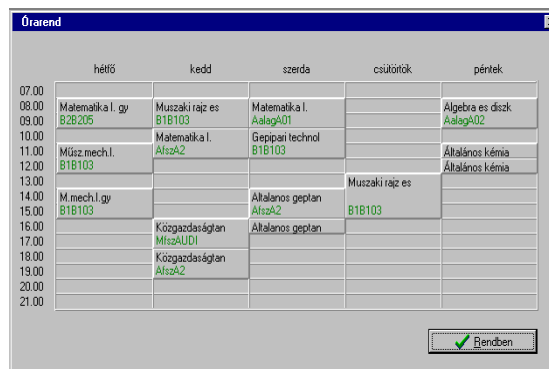 Órarend
hétfő kedd szerda csütörtök péntek
07.00
08.00 Matematika I. gy Muszaki rajz es Matematika I. Algebra es diszk
09.00 B2B205 B1B103 AalagA01 AalagA02
10.00 Matematika I. Gepipari technol
11.00 Műsz.mech.I. AfszA2 B1B103 Általános kémia
12.00 B1B103 Általános kémia
13.00 Muszaki rajz es
14.00 M.mech.I.gy Altalanos geptan
15.00 B1B103 AfszA2 B1B103
16.00 Közgazdaságtan Altalanos geptan
17.00 MfszAUDI
18.00 Közgazdaságtan
19.00 AfszA2
20.00
21.00
Rendben